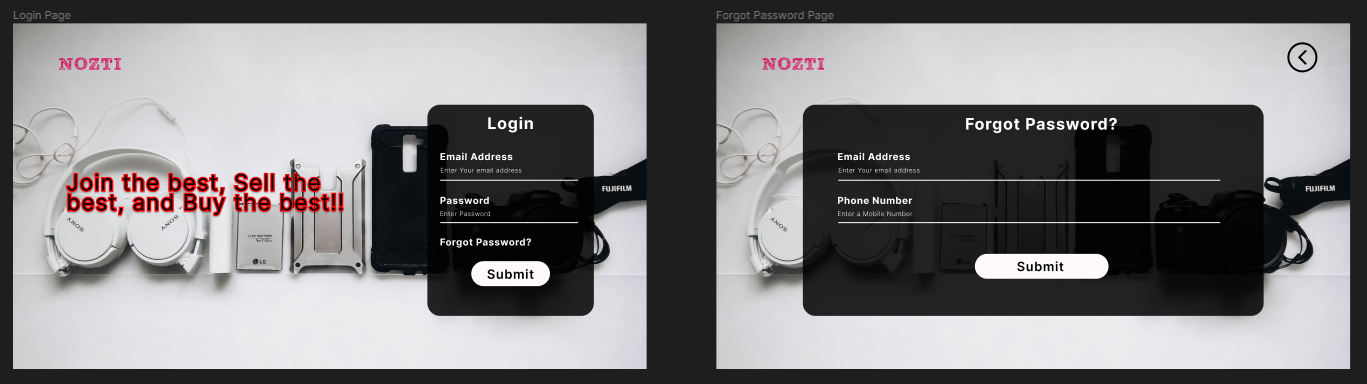 Login Page
NOZTI
Login
Email Address
Enter Your email address
Join the best, Sell the
best, and Buy the best!!
Password
Enter Password
Forgot Password?
Submit
SONY
SONY
LG
FUJIFILM
Forgot Password Page
NOZTI
Forgot Password?
Email Address
Enter Your email address
Phone Number
Enter a Mobile Number
Submit
SONY
LG
FUJIFILM